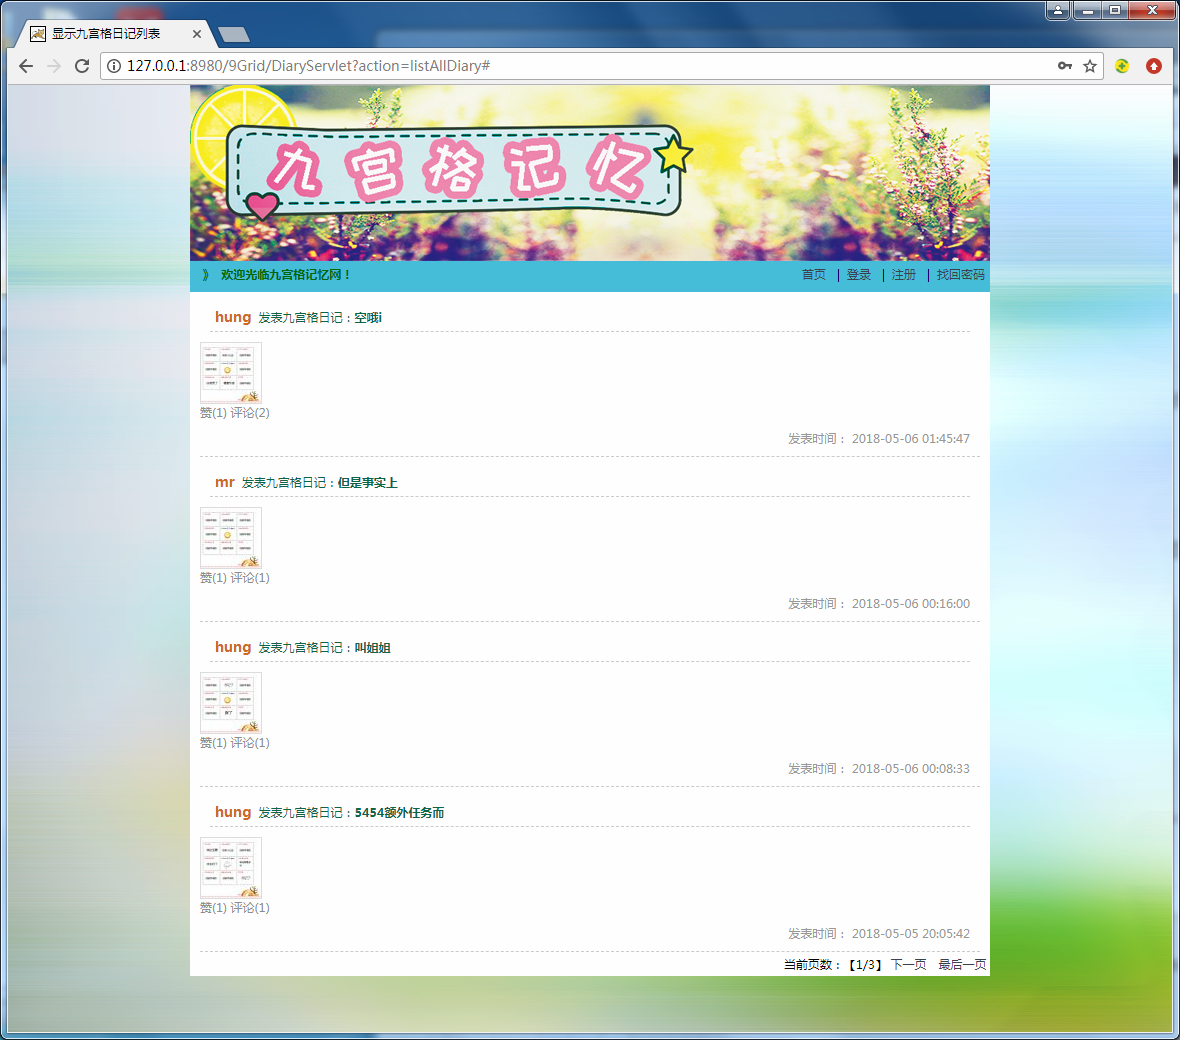 显示九宫格日记列表
127.0.0.1:8980/9Grid/DiaryServlet?action=listAllDiary#
九宫格记忆
》 欢迎光临九宫格记忆网！ 首页 | 登录 | 注册 | 找回密码
hung 发表九宫格日记：空哦i
赞(1) 评论(2)
发表时间： 2018-05-06 01:45:47
mr 发表九宫格日记：但是事实上
赞(1) 评论(1)
发表时间： 2018-05-06 00:16:00
hung 发表九宫格日记：叫姐姐
赞(1) 评论(1)
发表时间： 2018-05-06 00:08:33
hung 发表九宫格日记：5454额外任务而
赞(1) 评论(1)
发表时间： 2018-05-05 20:05:42
当前页数：【1/3】 下一页 最后一页